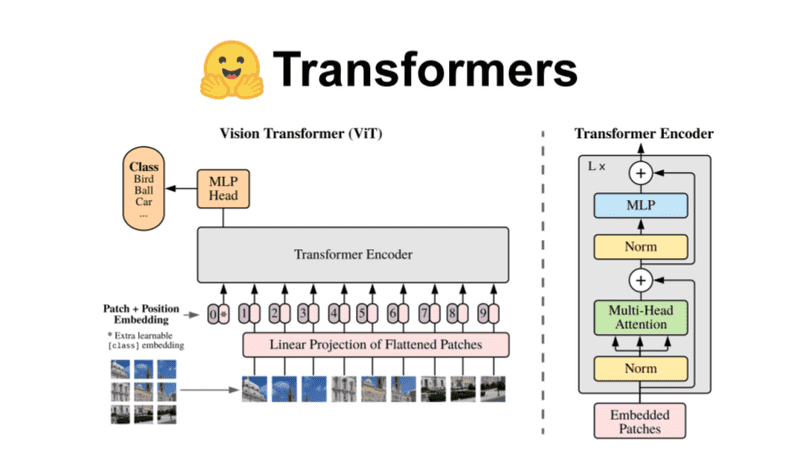 Transformers
Vision Transformer (ViT)
Class
Bird
Ball
Car
...
MLP
Head
Transformer Encoder
Patch + Position
Embedding
* Extra learnable
[class] embedding
0 * 1 2 3 4 5 6 7 8 9
Linear Projection of Flattened Patches
Transformer Encoder
L x
+
MLP
Norm
+
Multi-Head
Attention
Norm
Embedded
Patches